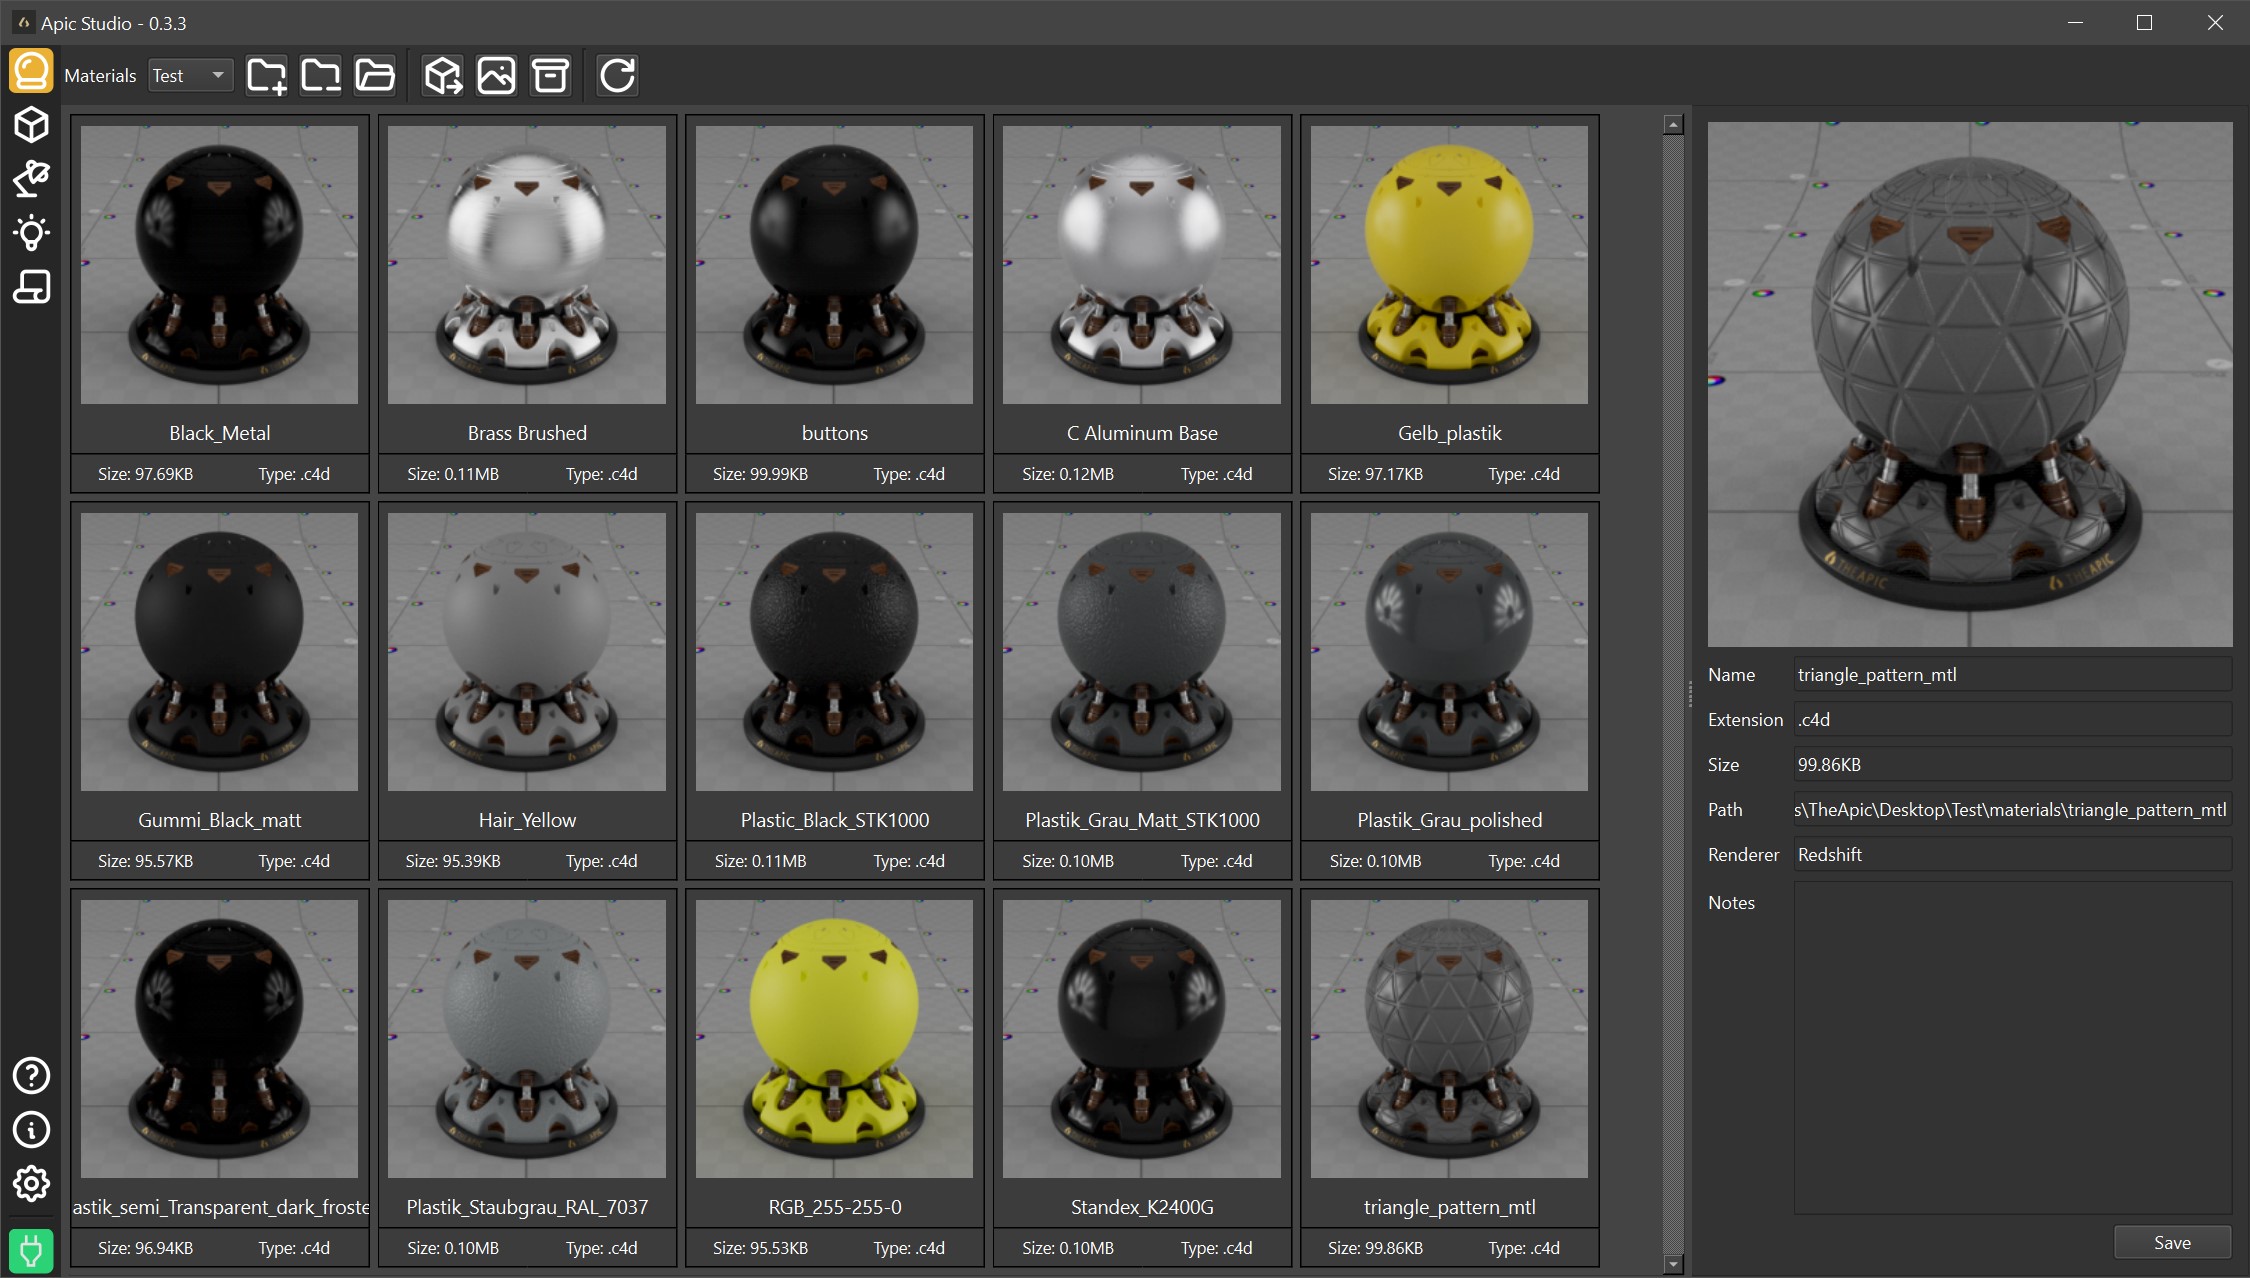 Apic Studio - 0.3.3
Materials Test
Black_Metal
Size: 97.69KB Type: .c4d
Brass Brushed
Size: 0.11MB Type: .c4d
buttons
Size: 99.99KB Type: .c4d
C Aluminum Base
Size: 0.12MB Type: .c4d
Gelb_plastik
Size: 97.17KB Type: .c4d
Gummi_Black_matt
Size: 95.57KB Type: .c4d
Hair_Yellow
Size: 95.39KB Type: .c4d
Plastic_Black_STK1000
Size: 0.11MB Type: .c4d
Plastik_Grau_Matt_STK1000
Size: 0.10MB Type: .c4d
Plastik_Grau_polished
Size: 0.10MB Type: .c4d
astik_semi_Transparent_dark_froste
Size: 96.94KB Type: .c4d
Plastik_Staubgrau_RAL_7037
Size: 0.10MB Type: .c4d
RGB_255-255-0
Size: 95.53KB Type: .c4d
Standex_K2400G
Size: 0.10MB Type: .c4d
triangle_pattern_mtl
Size: 99.86KB Type: .c4d
THEAPIC THEAPIC
Name triangle_pattern_mtl
Extension .c4d
Size 99.86KB
Path s\TheApic\Desktop\Test\materials\triangle_pattern_mtl
Renderer Redshift
Notes
Save